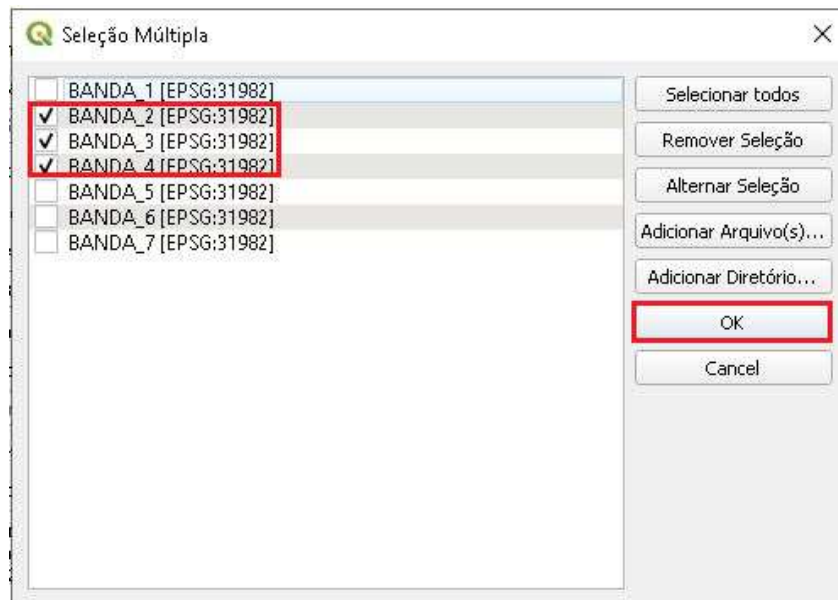 Seleção Múltipla
BANDA_1 [EPSG:31982]
BANDA_2 [EPSG:31982]
BANDA_3 [EPSG:31982]
BANDA_4 [EPSG:31982]
BANDA_5 [EPSG:31982]
BANDA_6 [EPSG:31982]
BANDA_7 [EPSG:31982]
Selecionar todos
Remover Seleção
Alternar Seleção
Adicionar Arquivo(s)...
Adicionar Diretório...
OK
Cancel